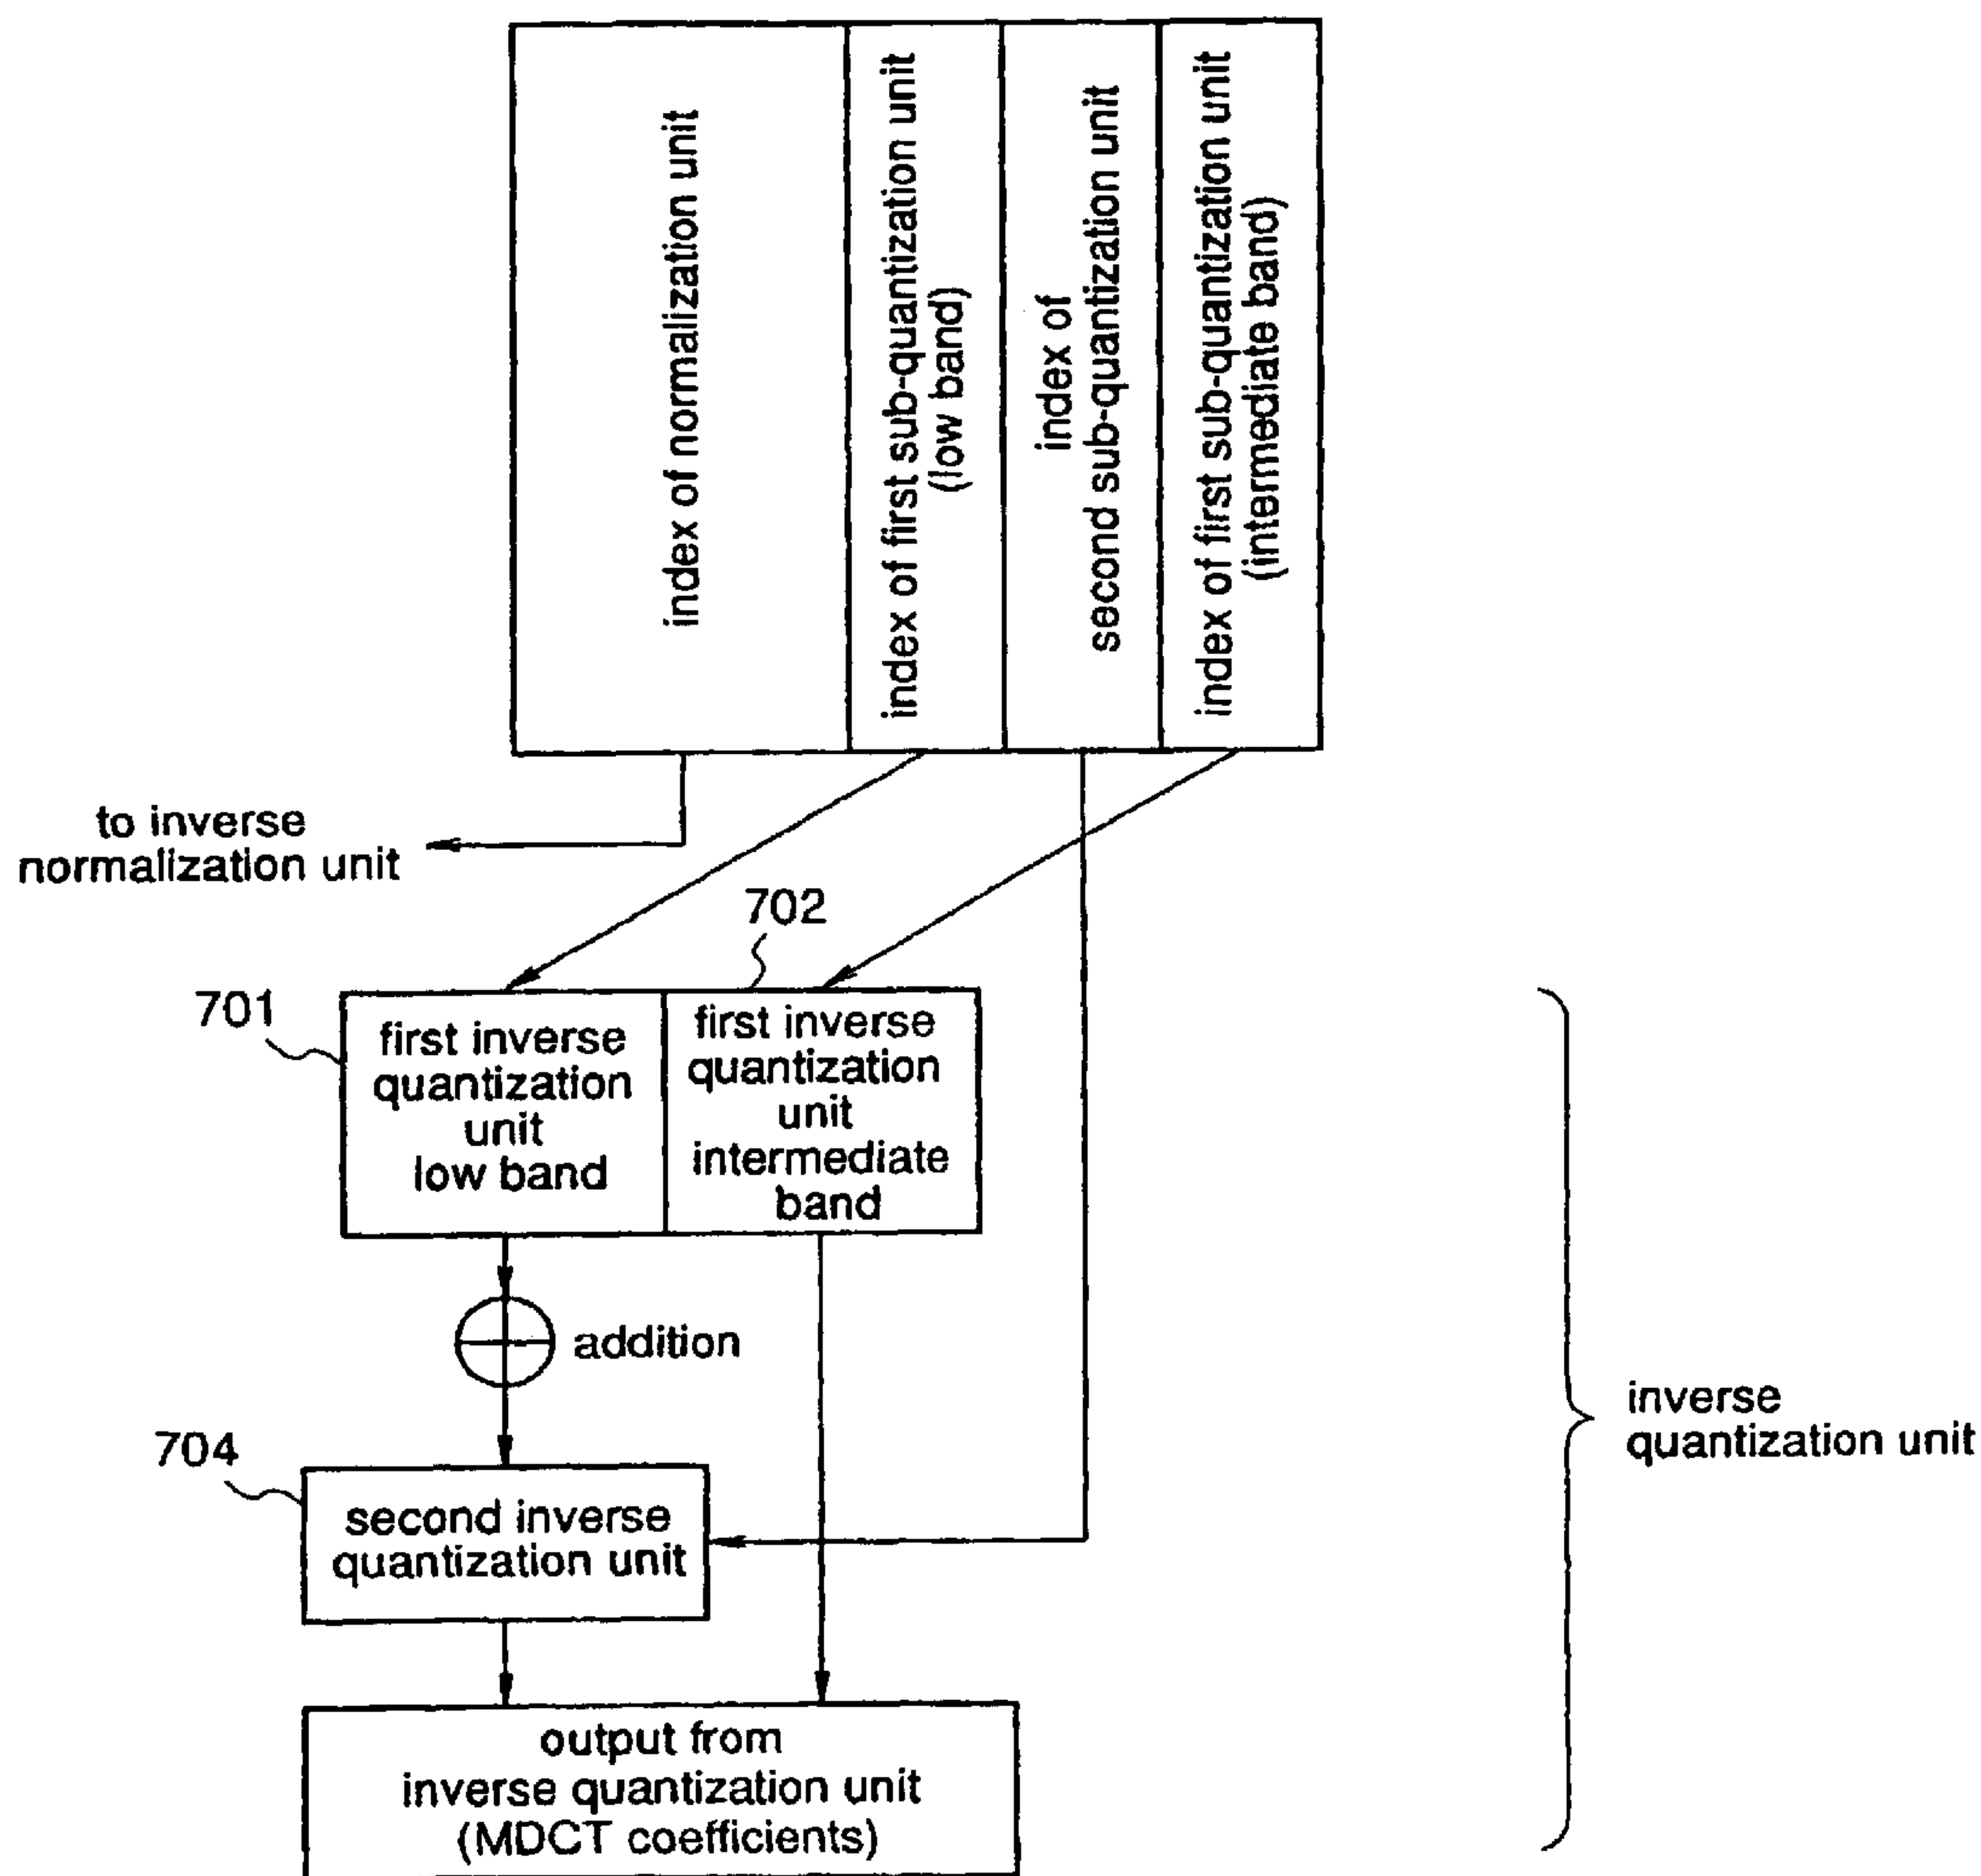 index of normalization unit
index of first sub-quantization unit
(low band)
index of
second sub-quantization unit
index of first sub-quantization unit
(intermediate band)
to inverse
normalization unit
702
701
first inverse
quantization
unit
low band
first inverse
quantization
unit
intermediate
band
addition
704
second inverse
quantization unit
inverse
quantization unit
output from
inverse quantization unit
(MDCT coefficients)